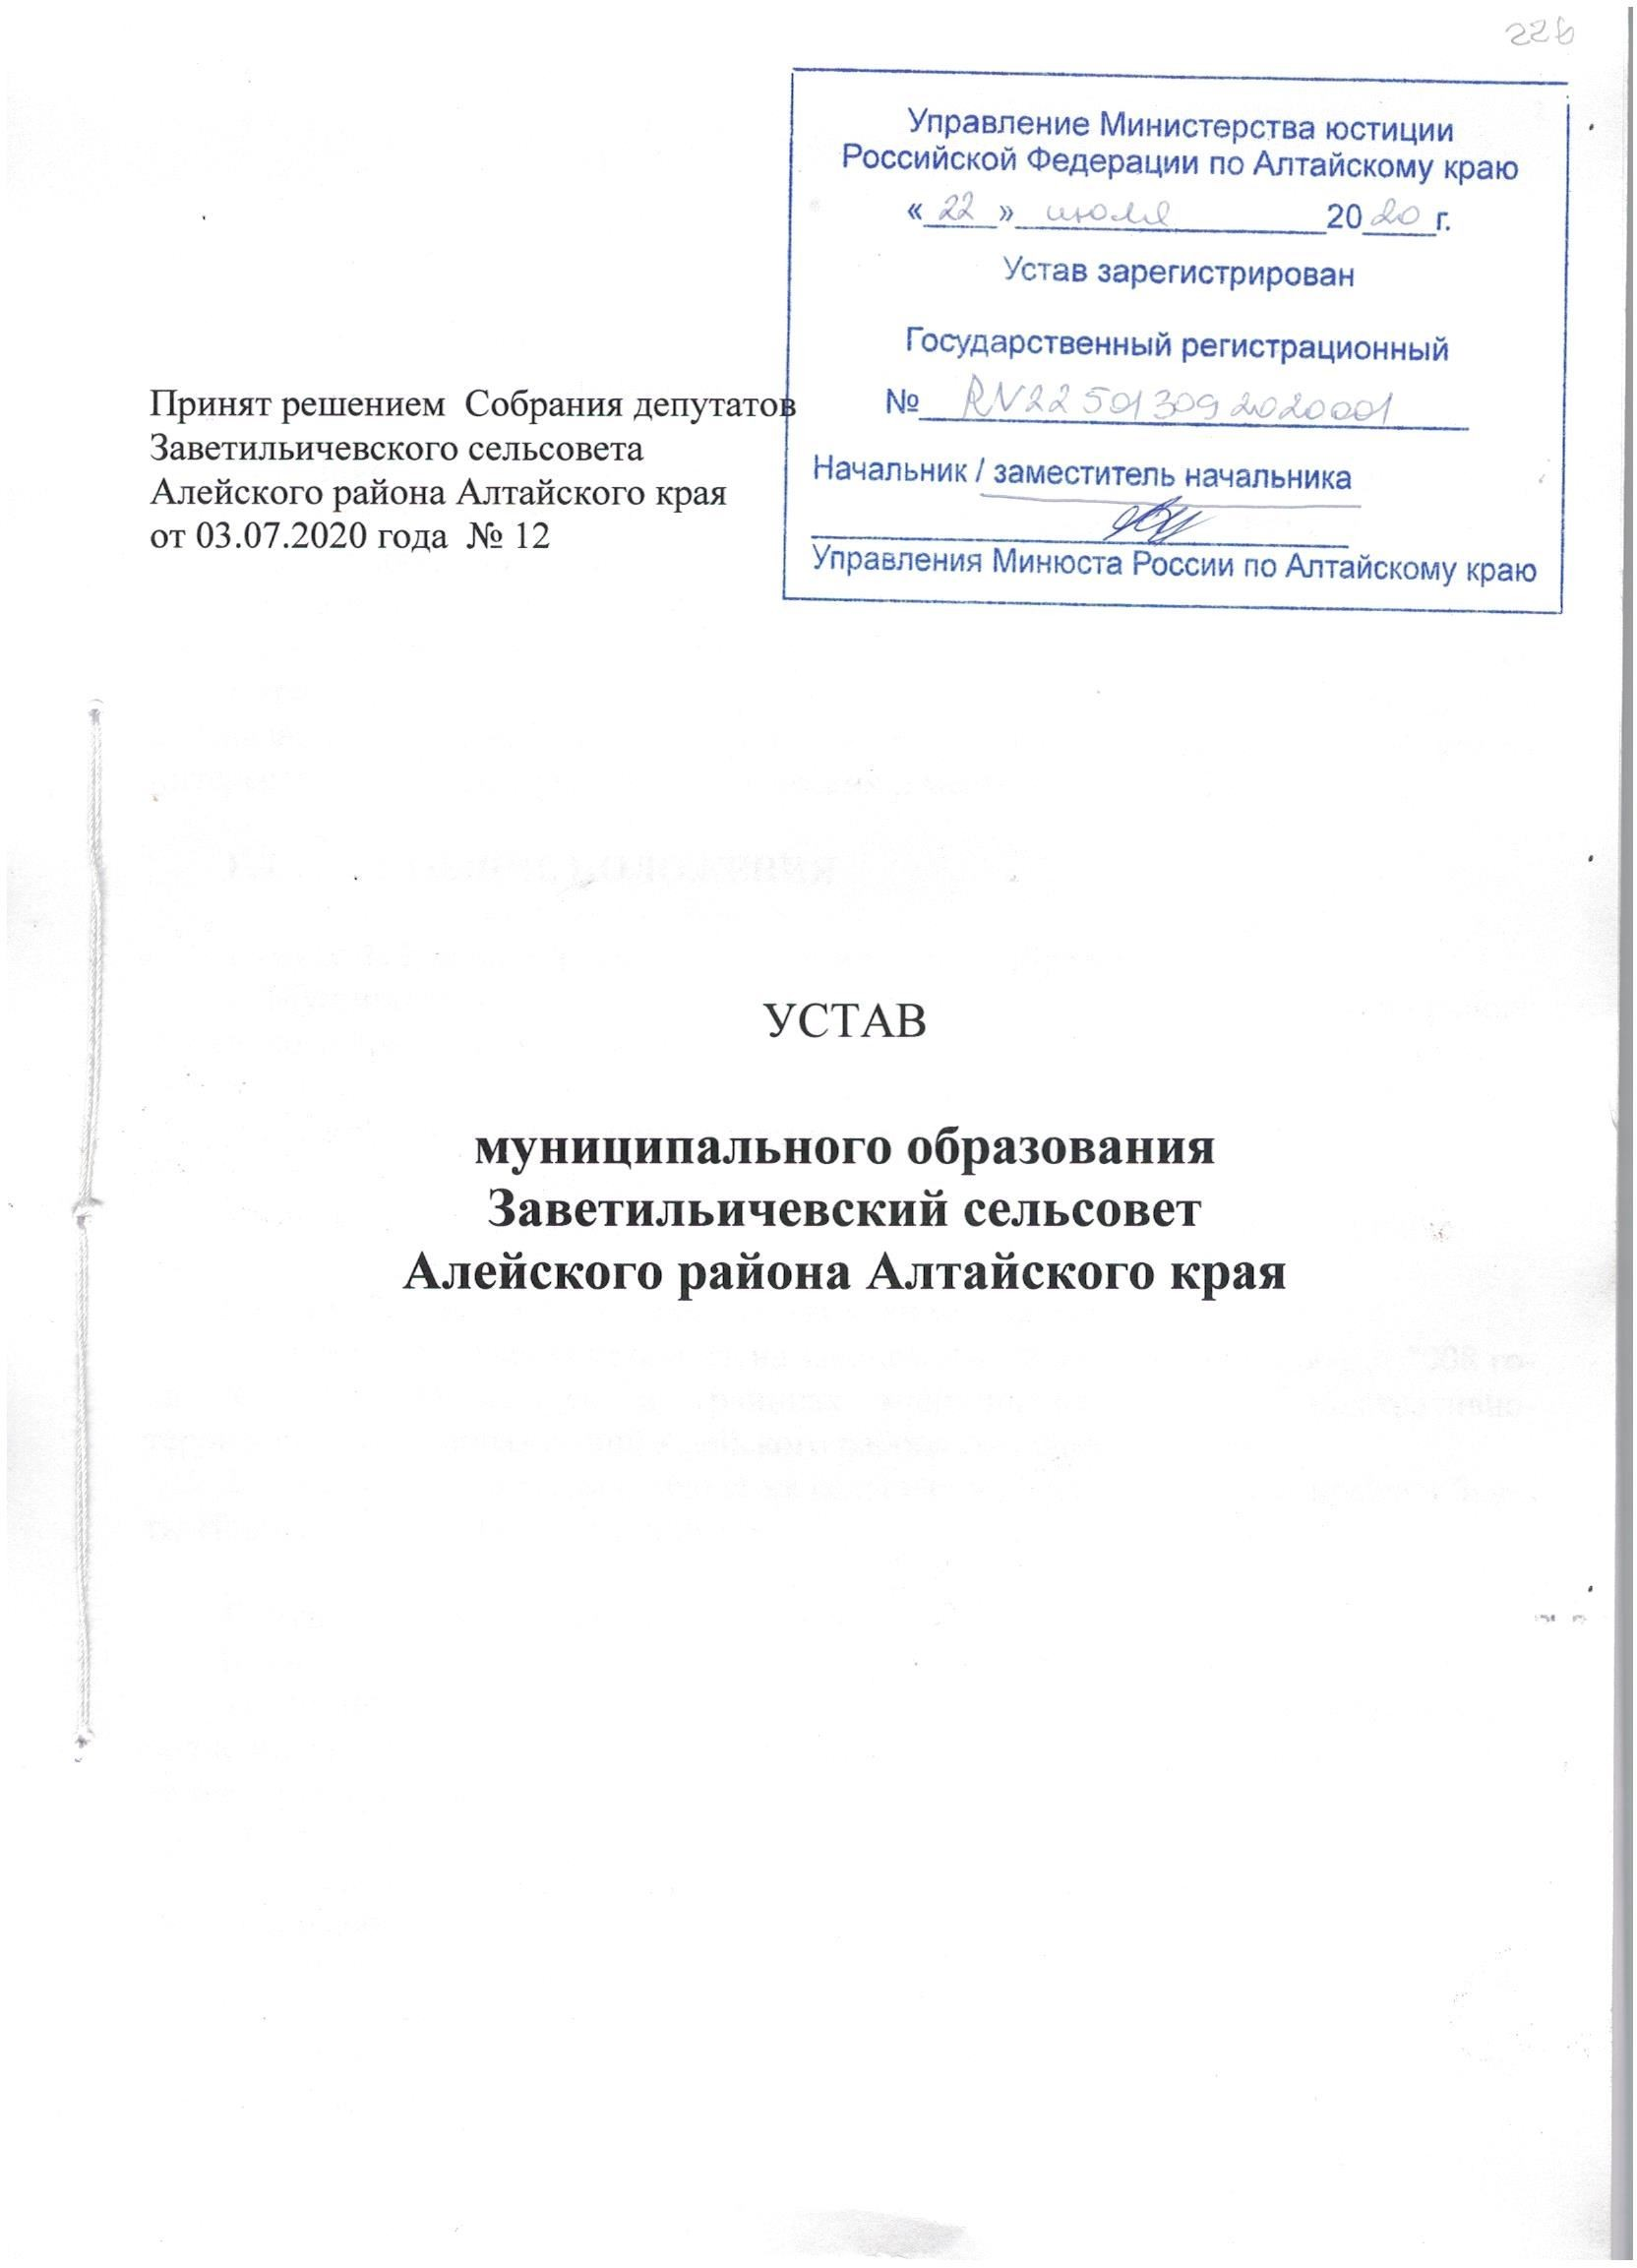 22б
Управление Министерства юстиции
Российской Федерации по Алтайскому краю
« 22 » июля 2020 г.
Устав зарегистрирован
Государственный регистрационный
№ RU225013092020001
Начальник / заместитель начальника
Управления Минюста России по Алтайскому краю
Принят решением Собрания депутатов
Заветильичевского сельсовета
Алейского района Алтайского края
от 03.07.2020 года № 12
УСТАВ
муниципального образования
Заветильичевский сельсовет
Алейского района Алтайского края